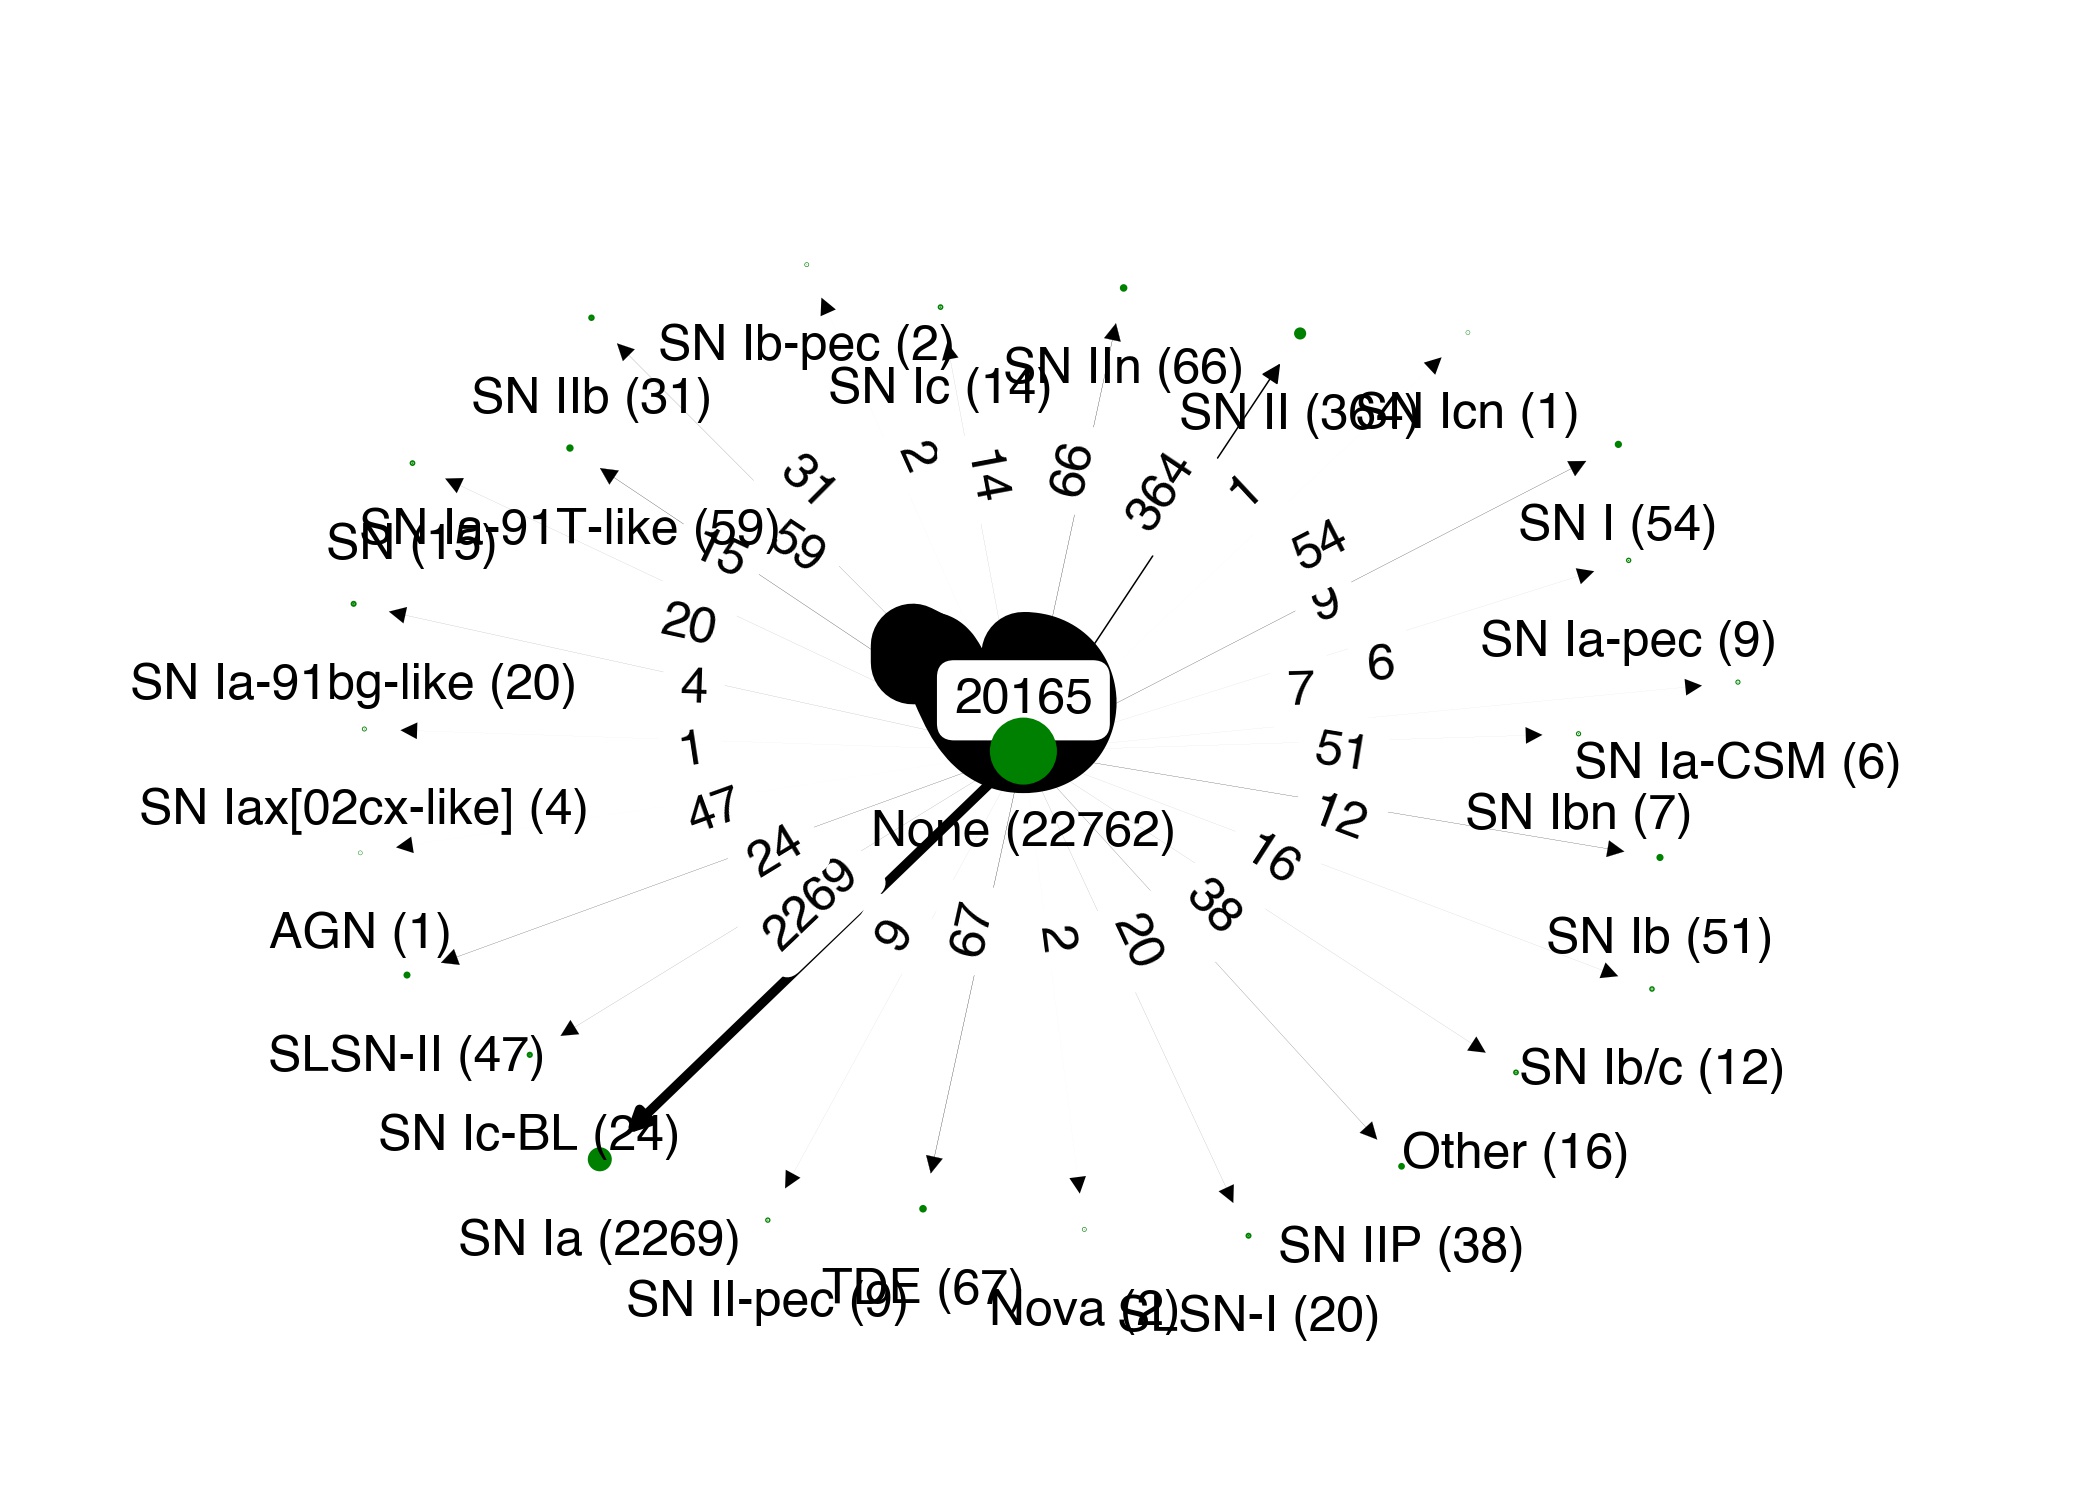 SN Ib-pec (2)
SN IIn (66)
SN Ic (14)
SN IIb (31)
SN II (364)
SN Icn (1)
2
14
66
364
31
1
SN Ia-91T-like (59)
SN (15)
15
59
54
SN I (54)
9
20
6
SN Ia-pec (9)
4
7
SN Ia-91bg-like (20)
20165
1
51
SN Ia-CSM (6)
SN Iax[02cx-like] (4)
47
12
SN Ibn (7)
24
None (22762)
16
2269
38
AGN (1)
9
67
2
20
SN Ib (51)
SLSN-II (47)
SN Ib/c (12)
SN Ic-BL (24)
Other (16)
SN Ia (2269)
SN IIP (38)
SN II-pec (9)
TDE (67)
Nova (2)
SLSN-I (20)